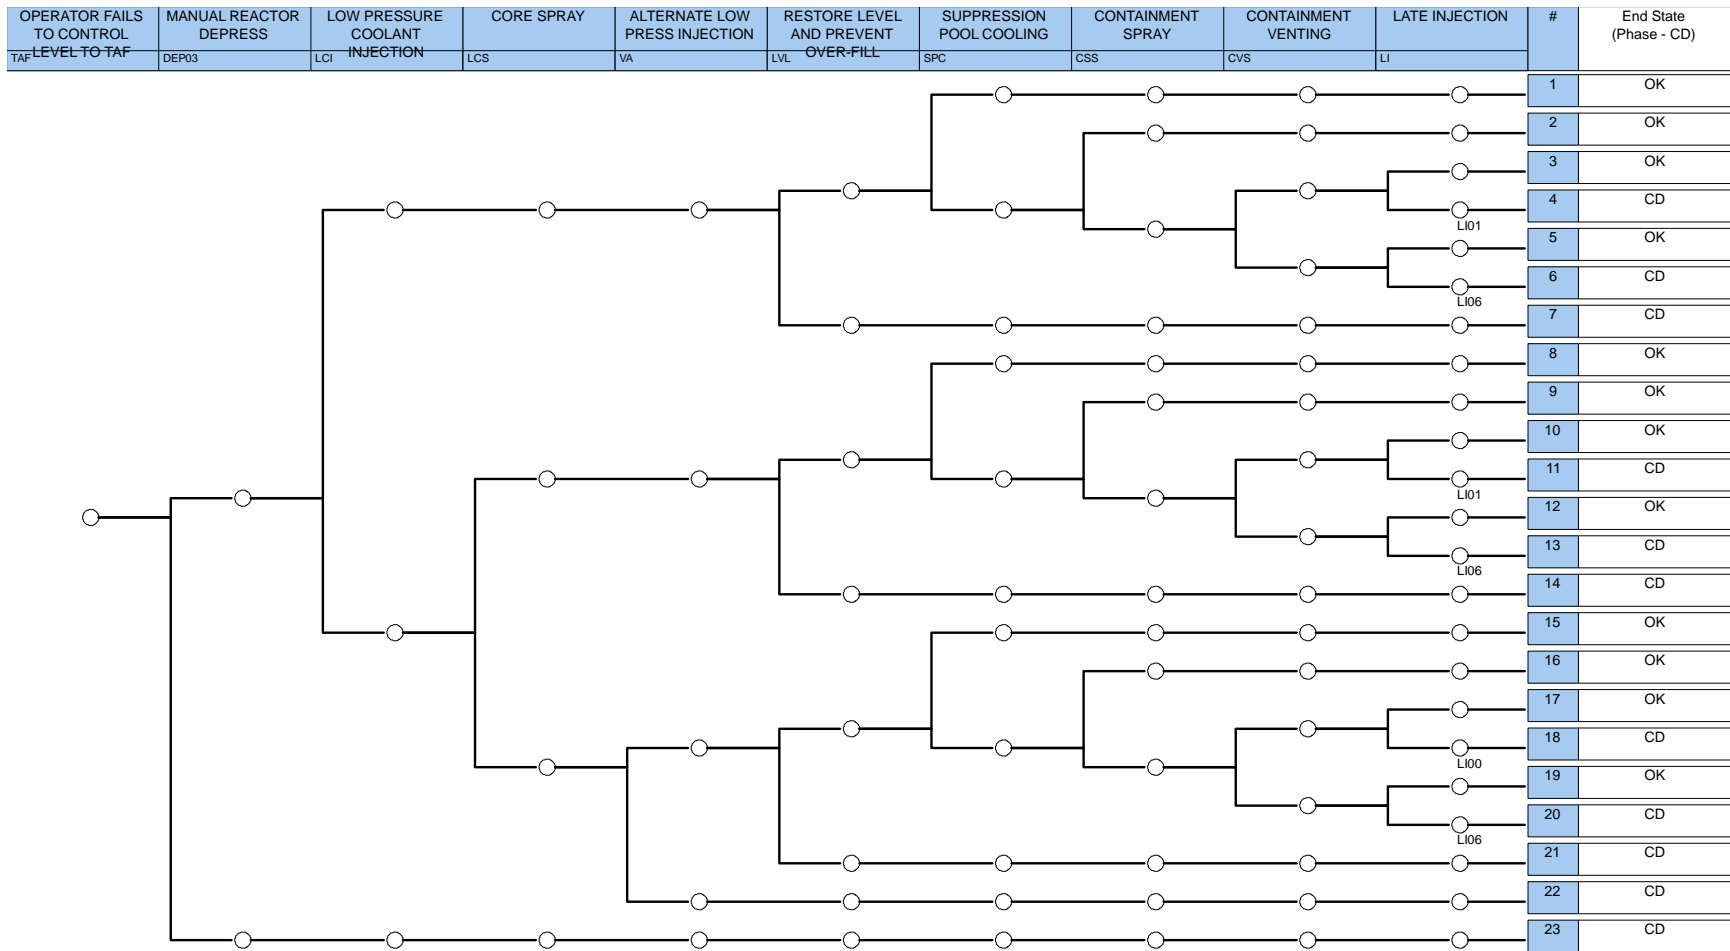 OPERATOR FAILS
TO CONTROL
LEVEL TO TAF
TAF
MANUAL REACTOR
DEPRESS
DEP03
LOW PRESSURE
COOLANT
INJECTION
LCI
CORE SPRAY
LCS
ALTERNATE LOW
PRESS INJECTION
VA
RESTORE LEVEL
AND PREVENT
OVER-FILL
LVL
SUPPRESSION
POOL COOLING
SPC
CONTAINMENT
SPRAY
CSS
CONTAINMENT
VENTING
CVS
LATE INJECTION
LI
#
End State
(Phase - CD)
1 OK
2 OK
3 OK
4 CD
LI01
5 OK
6 CD
LI06
7 CD
8 OK
9 OK
10 OK
11 CD
LI01
12 OK
13 CD
LI06
14 CD
15 OK
16 OK
17 OK
18 CD
LI00
19 OK
20 CD
LI06
21 CD
22 CD
23 CD